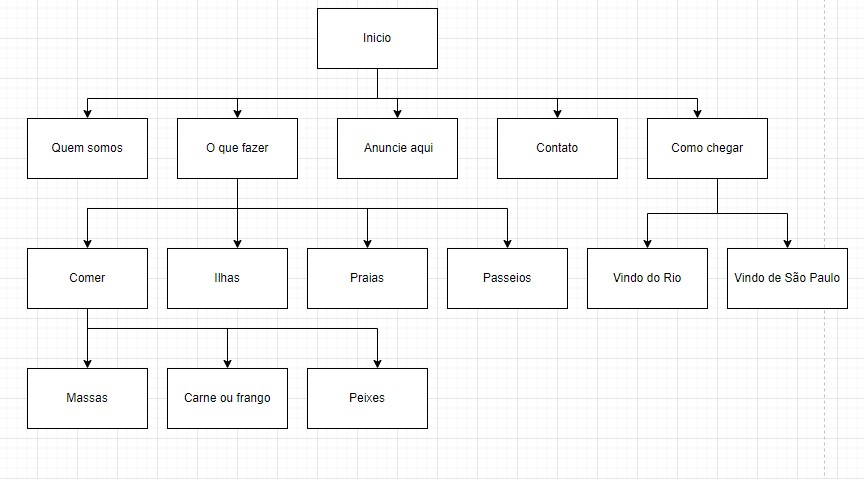 Inicio
Quem somos
O que fazer
Anuncie aqui
Contato
Como chegar
Comer
Ilhas
Praias
Passeios
Vindo do Rio
Vindo de São Paulo
Massas
Carne ou frango
Peixes